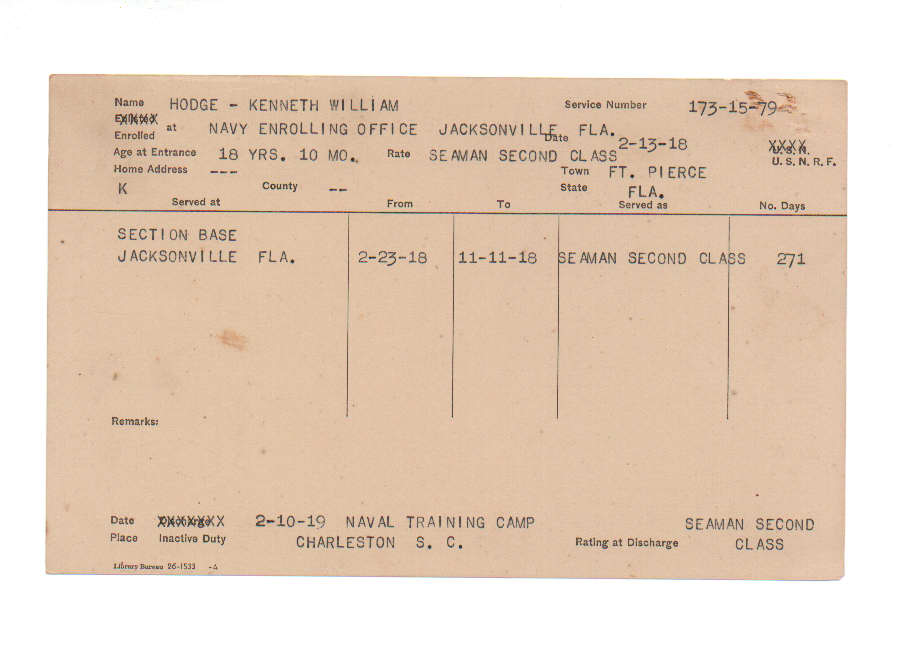 Name HODGE - KENNETH WILLIAM Service Number 173-15-79
Enrolled at NAVY ENROLLING OFFICE JACKSONVILLE, FLA.
Date 2-13-18
Age at Entrance 18 YRS. 10 MO. Rate SEAMAN SECOND CLASS U. S. N. R. F.
Home Address --- Town FT. PIERCE
K County -- State FLA.
Served at From To Served as No. Days
SECTION BASE
JACKSONVILLE FLA. 2-23-18 11-11-18 SEAMAN SECOND CLASS 271
Remarks:
Date XXXXXXX 2-10-19 NAVAL TRAINING CAMP SEAMAN SECOND
Place Inactive Duty CHARLESTON S. C. Rating at Discharge CLASS
Library Bureau 26-1533 -A